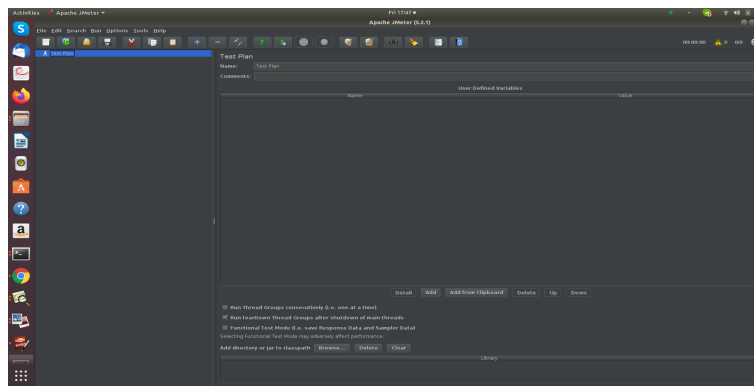 Activities Apache JMeter Fri 17:47
Apache JMeter (5.2.1)
File Edit Search Run Options Tools Help
00:00:00 0 0/0
Test Plan
Test Plan
Name: Test Plan
Comments:
User Defined Variables
Name: Value
Detail Add Add from Clipboard Delete Up Down
Run Thread Groups consecutively (i.e. one at a time)
Run tearDown Thread Groups after shutdown of main threads
Functional Test Mode (i.e. save Response Data and Sampler Data)
Selecting Functional Test Mode may adversely affect performance.
Add directory or jar to classpath Browse... Delete Clear
Library